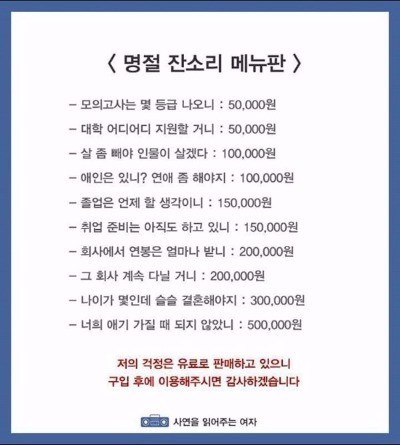 < 명절 잔소리 메뉴판 >
– 모의고사는 몇 등급 나오니 : 50,000원
– 대학 어디어디 지원할 거니 : 50,000원
– 살 좀 빼야 인물이 살겠다 : 100,000원
– 애인은 있니? 연애 좀 해야지 : 100,000원
– 졸업은 언제 할 생각이니 : 150,000원
– 취업 준비는 아직도 하고 있니 : 150,000원
– 회사에서 연봉은 얼마나 받니 : 200,000원
– 그 회사 계속 다닐 거니 : 200,000원
– 나이가 몇인데 슬슬 결혼해야지 : 300,000원
– 너희 애기 가질 때 되지 않았니 : 500,000원
저의 걱정은 유료로 판매하고 있으니
구입 후에 이용해주시면 감사하겠습니다
사연을 읽어주는 여자